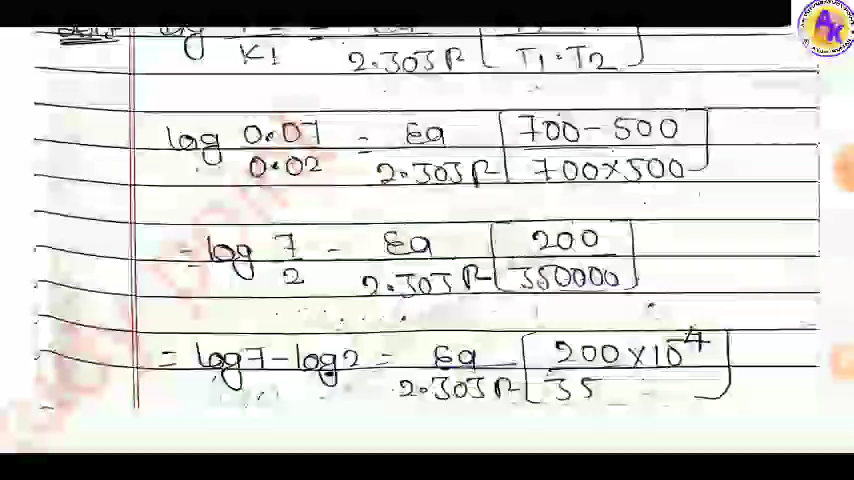 K1 2.303R [ T1·T2 ]
log 0.07/0.02 = Ea/2.303R [700-500/700×500]
= log 7/2 = Ea/2.303R [200/350000]
= log7-log2 = Ea/2.303R [200×10⁻⁴/35]
AK